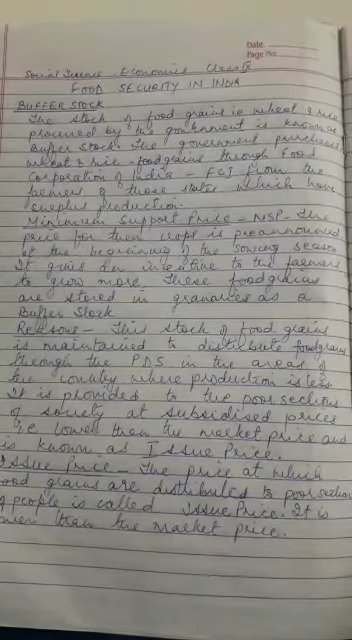 Date
Page No.
Social Science - Economics Class IX
FOOD SECURITY IN INDIA
BUFFER STOCK
The stock of food grains ie wheat & rice
procured by the government is known as
Buffer Stock. The government purchases
wheat & rice - foodgrains through Food
Corporation of India - FCI from the
farmers of those states which have
surplus production.
Minimum Support Price - MSP - The
price for their crops is preannounced
at the beginning of the sowing season
It gives an incentive to the farmers
to grow more. These foodgrains
are stored in granaries as a
Buffer Stock
Reasons - This stock of food grains
is maintained to distribute foodgrains
through the PDS in the areas of
the country where production is less.
It is provided to the poor sections
of society at subsidised prices
i.e lower than the market price and
is known as Issue Price.
Issue Price - The price at which
food grains are distributed to poor section
of people is called Issue Price. It is
lower than the market price.